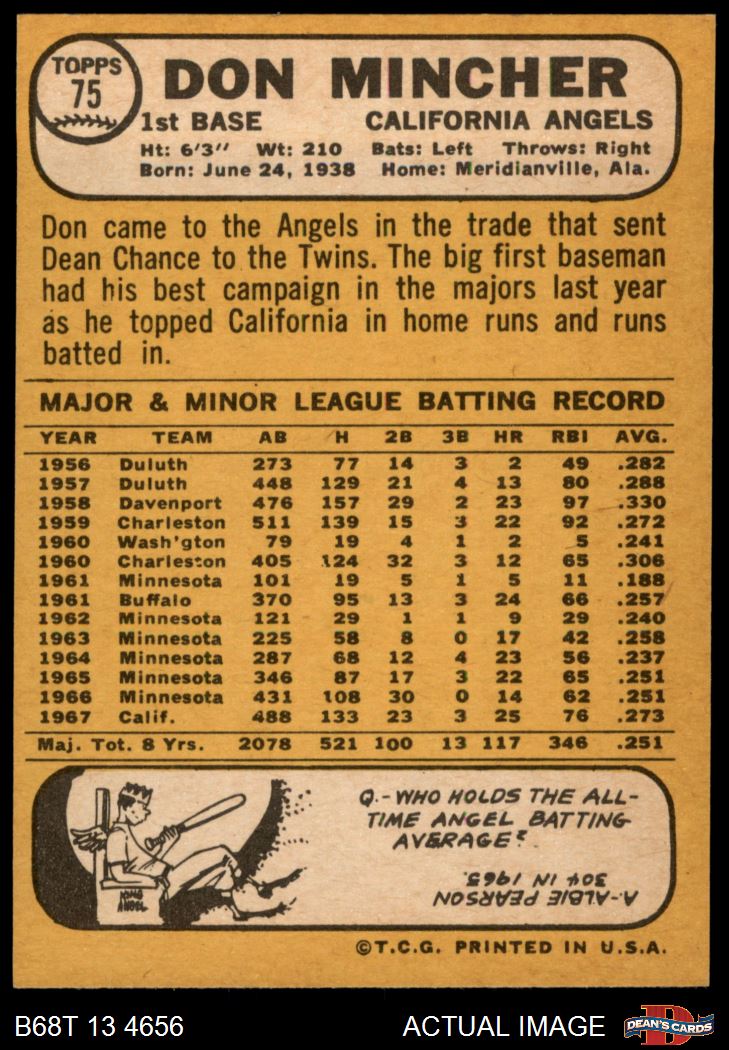 TOPPS
75
DON MINCHER
1st BASE CALIFORNIA ANGELS
Ht: 6'3" Wt: 210 Bats: Left Throws: Right
Born: June 24, 1938 Home: Meridianville, Ala.
Don came to the Angels in the trade that sent
Dean Chance to the Twins. The big first baseman
had his best campaign in the majors last year
as he topped California in home runs and runs
batted in.
MAJOR & MINOR LEAGUE BATTING RECORD
YEAR TEAM AB H 2B 3B HR RBI AVG.
1956 Duluth 273 77 14 3 2 49 .282
1957 Duluth 448 129 21 4 13 80 .288
1958 Davenport 476 157 29 2 23 97 .330
1959 Charleston 511 139 15 3 22 92 .272
1960 Wash'gton 79 19 4 1 2 5 .241
1960 Charleston 405 124 32 3 12 65 .306
1961 Minnesota 101 19 5 1 5 11 .188
1961 Buffalo 370 95 13 3 24 66 .257
1962 Minnesota 121 29 1 1 9 29 .240
1963 Minnesota 225 58 8 0 17 42 .258
1964 Minnesota 287 68 12 4 23 56 .237
1965 Minnesota 346 87 17 3 22 65 .251
1966 Minnesota 431 108 30 0 14 62 .251
1967 Calif. 488 133 23 3 25 76 .273
Maj. Tot. 8 Yrs. 2078 521 100 13 117 346 .251
Q.-WHO HOLDS THE ALL-
TIME ANGEL BATTING
AVERAGE?
A-ALBIE PEARSON
304 IN 1965.
KING
ANGEL
©T.C.G. PRINTED IN U.S.A.
B68T 13 4656 ACTUAL IMAGE
DEAN'S CARDS